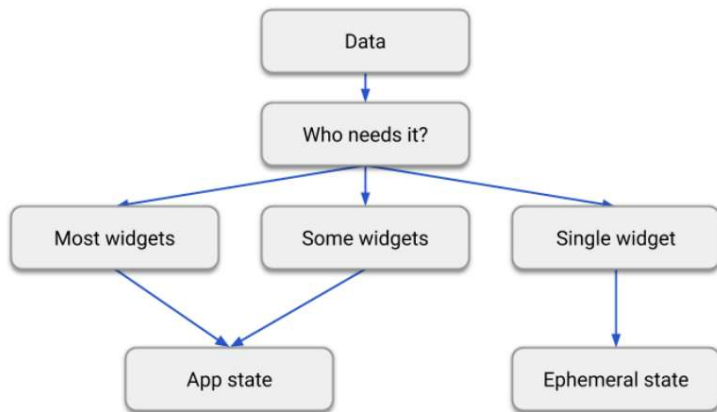 Data
Who needs it?
Most widgets
Some widgets
Single widget
App state
Ephemeral state